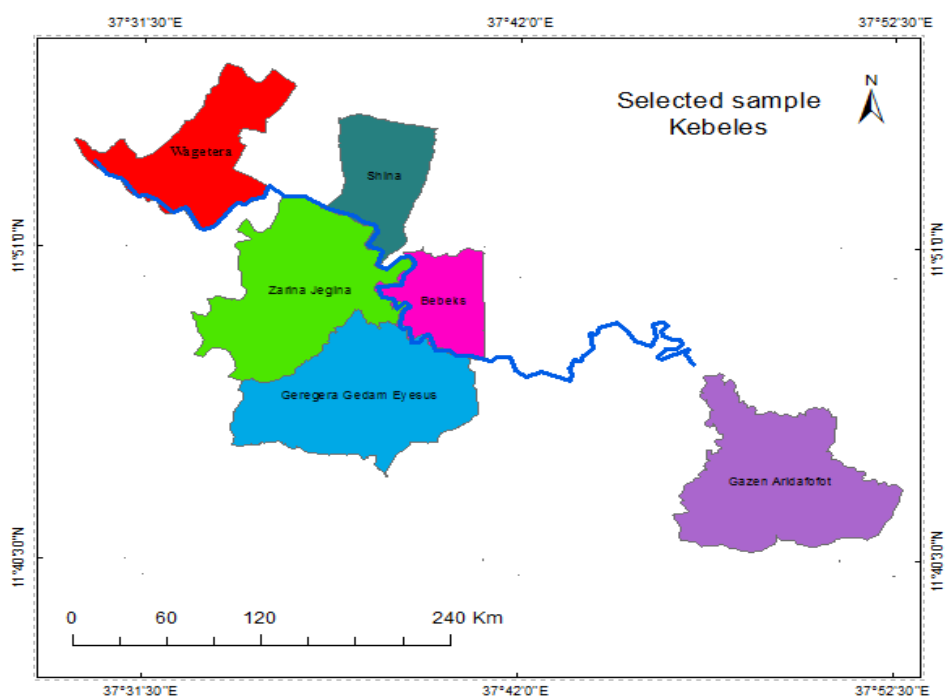 37°31'30"E 37°42'0"E 37°52'30"E
Selected sample
Kebeles
N
Wagetera
Shina
11°51'0"N 11°51'0"N
Zarina Jegina
Bebeks
Geregera Gedam Eyesus
Gazen Aridafofot
11°40'30"N 11°40'30"N
0 60 120 240 Km
37°31'30"E 37°42'0"E 37°52'30"E